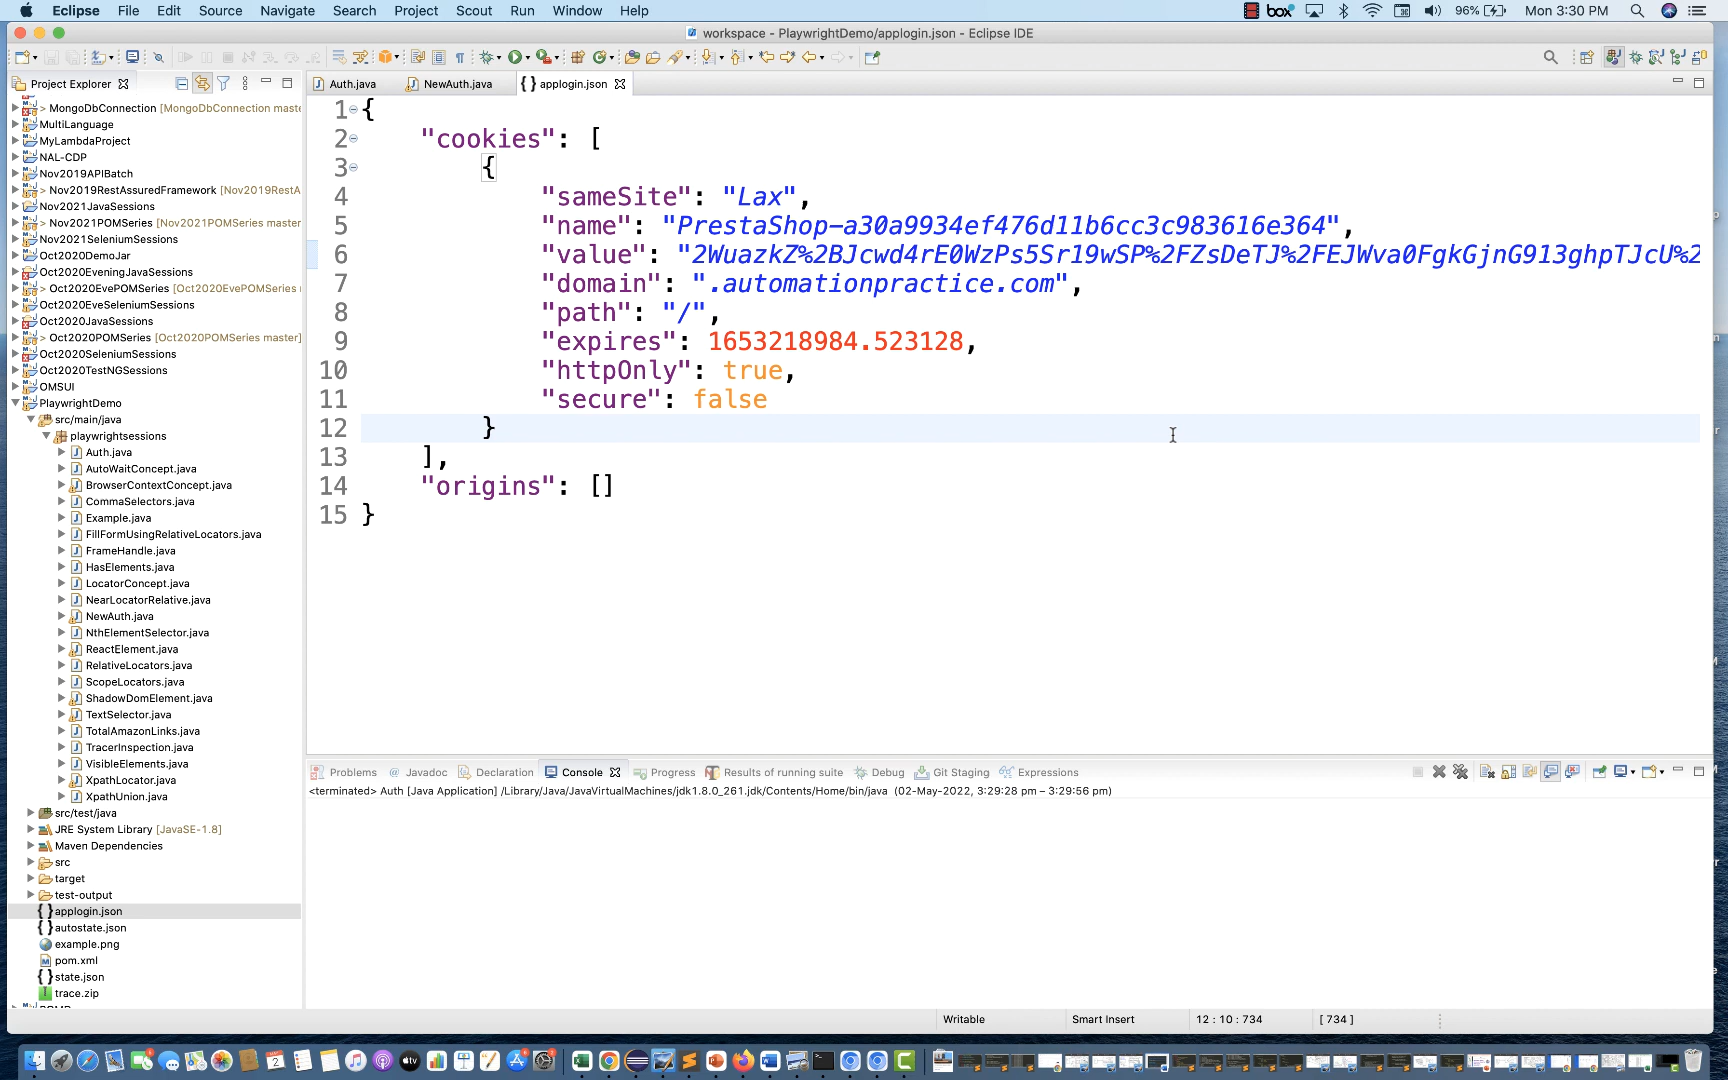 Eclipse File Edit Source Navigate Search Project Scout Run Window Help
box 96% Mon 3:30 PM
workspace - PlaywrightDemo/applogin.json - Eclipse IDE
Project Explorer
Auth.java NewAuth.java applogin.json
> MongoDbConnection [MongoDbConnection maste
MultiLanguage
MyLambdaProject
NAL-CDP
Nov2019APIBatch
> Nov2019RestAssuredFramework [Nov2019RestA
Nov2021JavaSessions
> Nov2021POMSeries [Nov2021POMSeries master
Nov2021SeleniumSessions
Oct2020DemoJar
Oct2020EveningJavaSessions
> Oct2020EvePOMSeries [Oct2020EvePOMSeries
Oct2020EveSeleniumSessions
Oct2020JavaSessions
> Oct2020POMSeries [Oct2020POMSeries master]
Oct2020SeleniumSessions
Oct2020TestNGSessions
OMSUI
PlaywrightDemo
src/main/java
playwrightsessions
Auth.java
AutoWaitConcept.java
BrowserContextConcept.java
CommaSelectors.java
Example.java
FillFormUsingRelativeLocators.java
FrameHandle.java
HasElements.java
LocatorConcept.java
NearLocatorRelative.java
NewAuth.java
NthElementSelector.java
ReactElement.java
RelativeLocators.java
ScopeLocators.java
ShadowDomElement.java
TextSelector.java
TotalAmazonLinks.java
TracerInspection.java
VisibleElements.java
XpathLocator.java
XpathUnion.java
src/test/java
JRE System Library [JavaSE-1.8]
Maven Dependencies
src
target
test-output
applogin.json
autostate.json
example.png
pom.xml
state.json
trace.zip
1 {
2 "cookies": [
3 {
4 "sameSite": "Lax",
5 "name": "PrestaShop-a30a9934ef476d11b6cc3c983616e364",
6 "value": "2WuazkZ%2BJcwd4rE0WzPs5Sr19wSP%2FZsDeTJ%2FEJWva0FgkGjnG913ghpTJcU%2
7 "domain": ".automationpractice.com",
8 "path": "/",
9 "expires": 1653218984.523128,
10 "httpOnly": true,
11 "secure": false
12 }
13 ],
14 "origins": []
15 }
Problems Javadoc Declaration Console Progress Results of running suite Debug Git Staging Expressions
<terminated> Auth [Java Application] /Library/Java/JavaVirtualMachines/jdk1.8.0_261.jdk/Contents/Home/bin/java (02-May-2022, 3:29:28 pm – 3:29:56 pm)
Writable Smart Insert 12 : 10 : 734 [ 734 ]